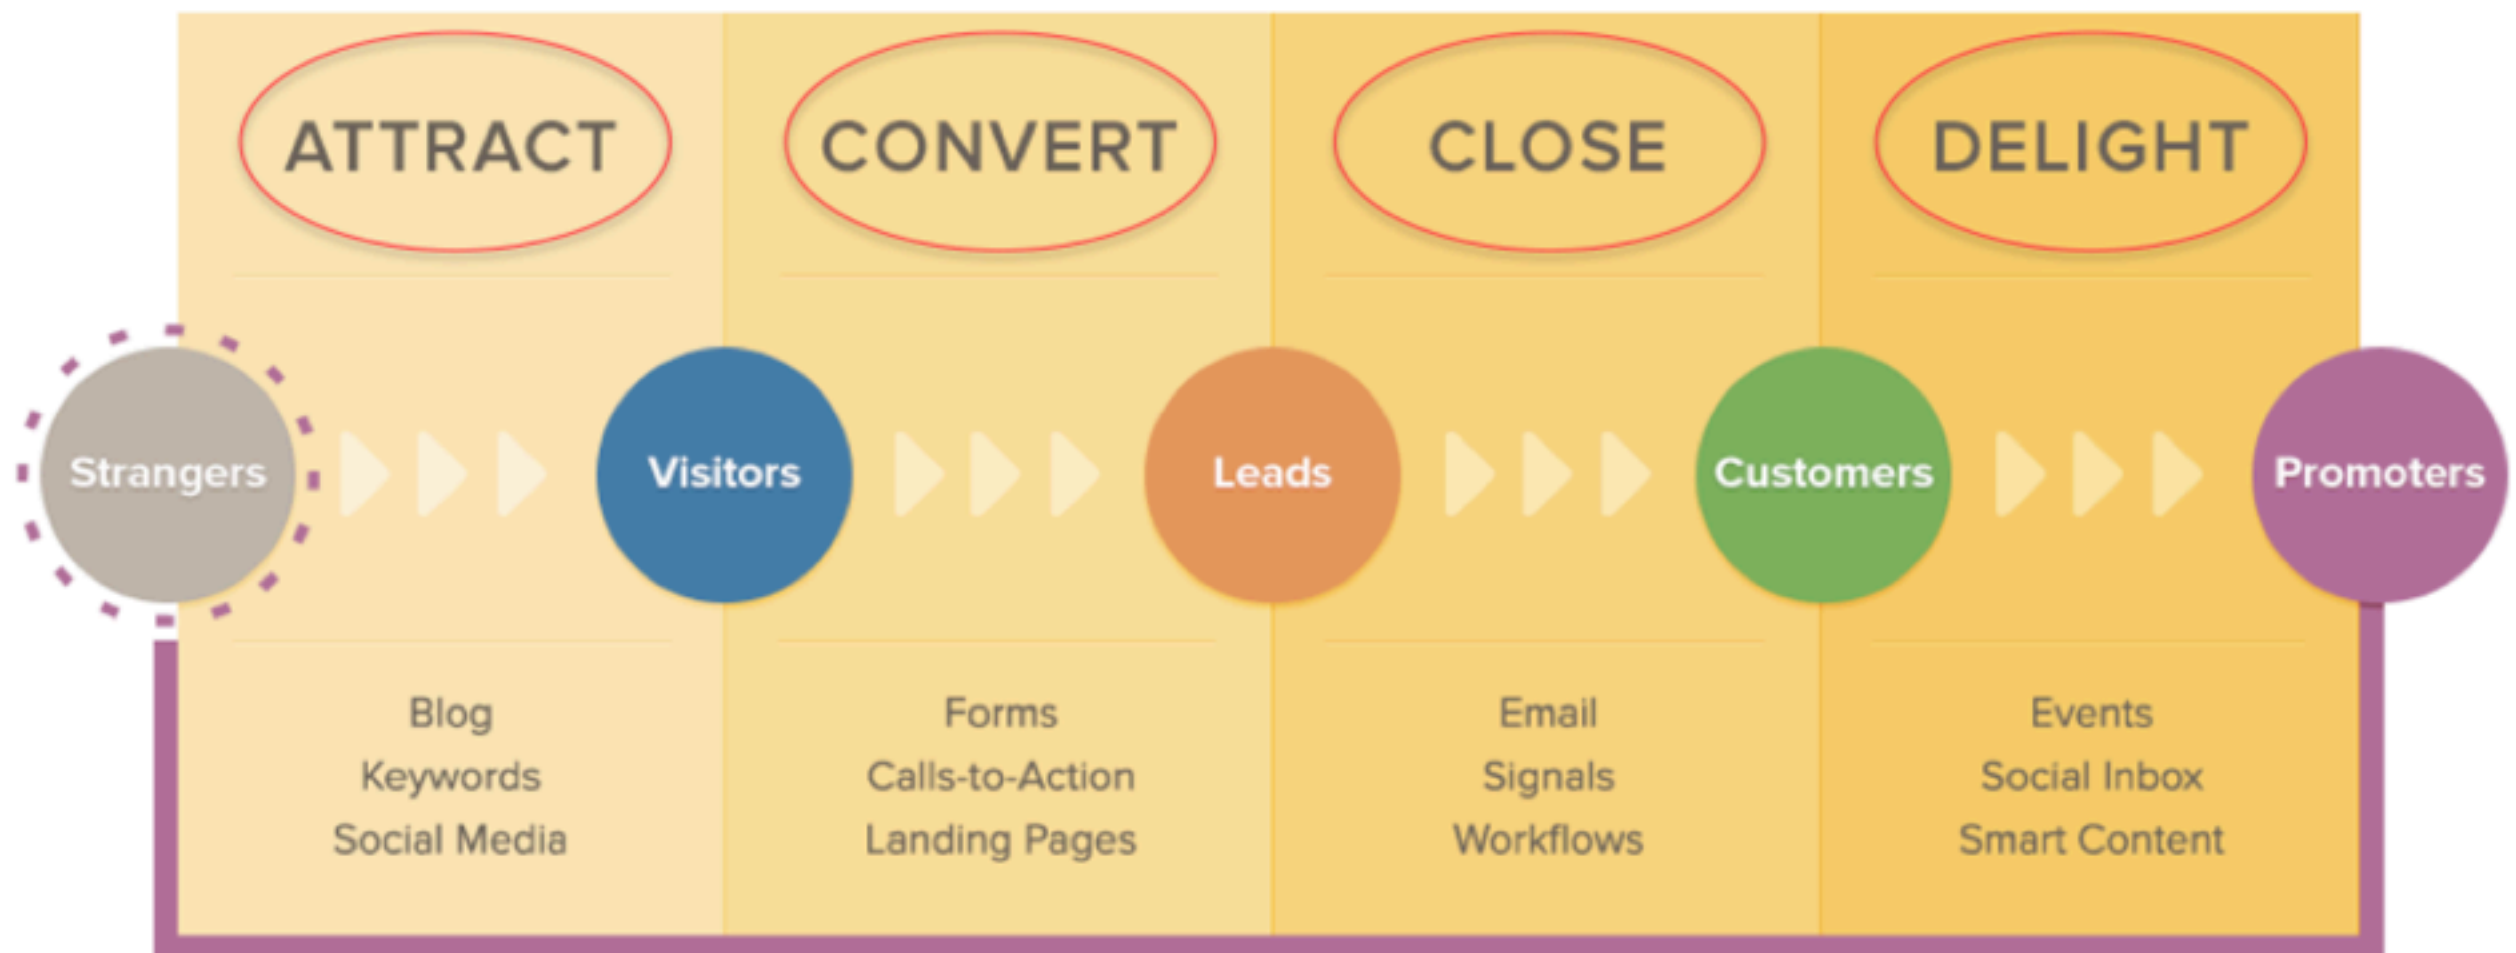 ATTRACT
CONVERT
CLOSE
DELIGHT
Strangers
Visitors
Leads
Customers
Promoters
Blog
Keywords
Social Media
Forms
Calls-to-Action
Landing Pages
Email
Signals
Workflows
Events
Social Inbox
Smart Content